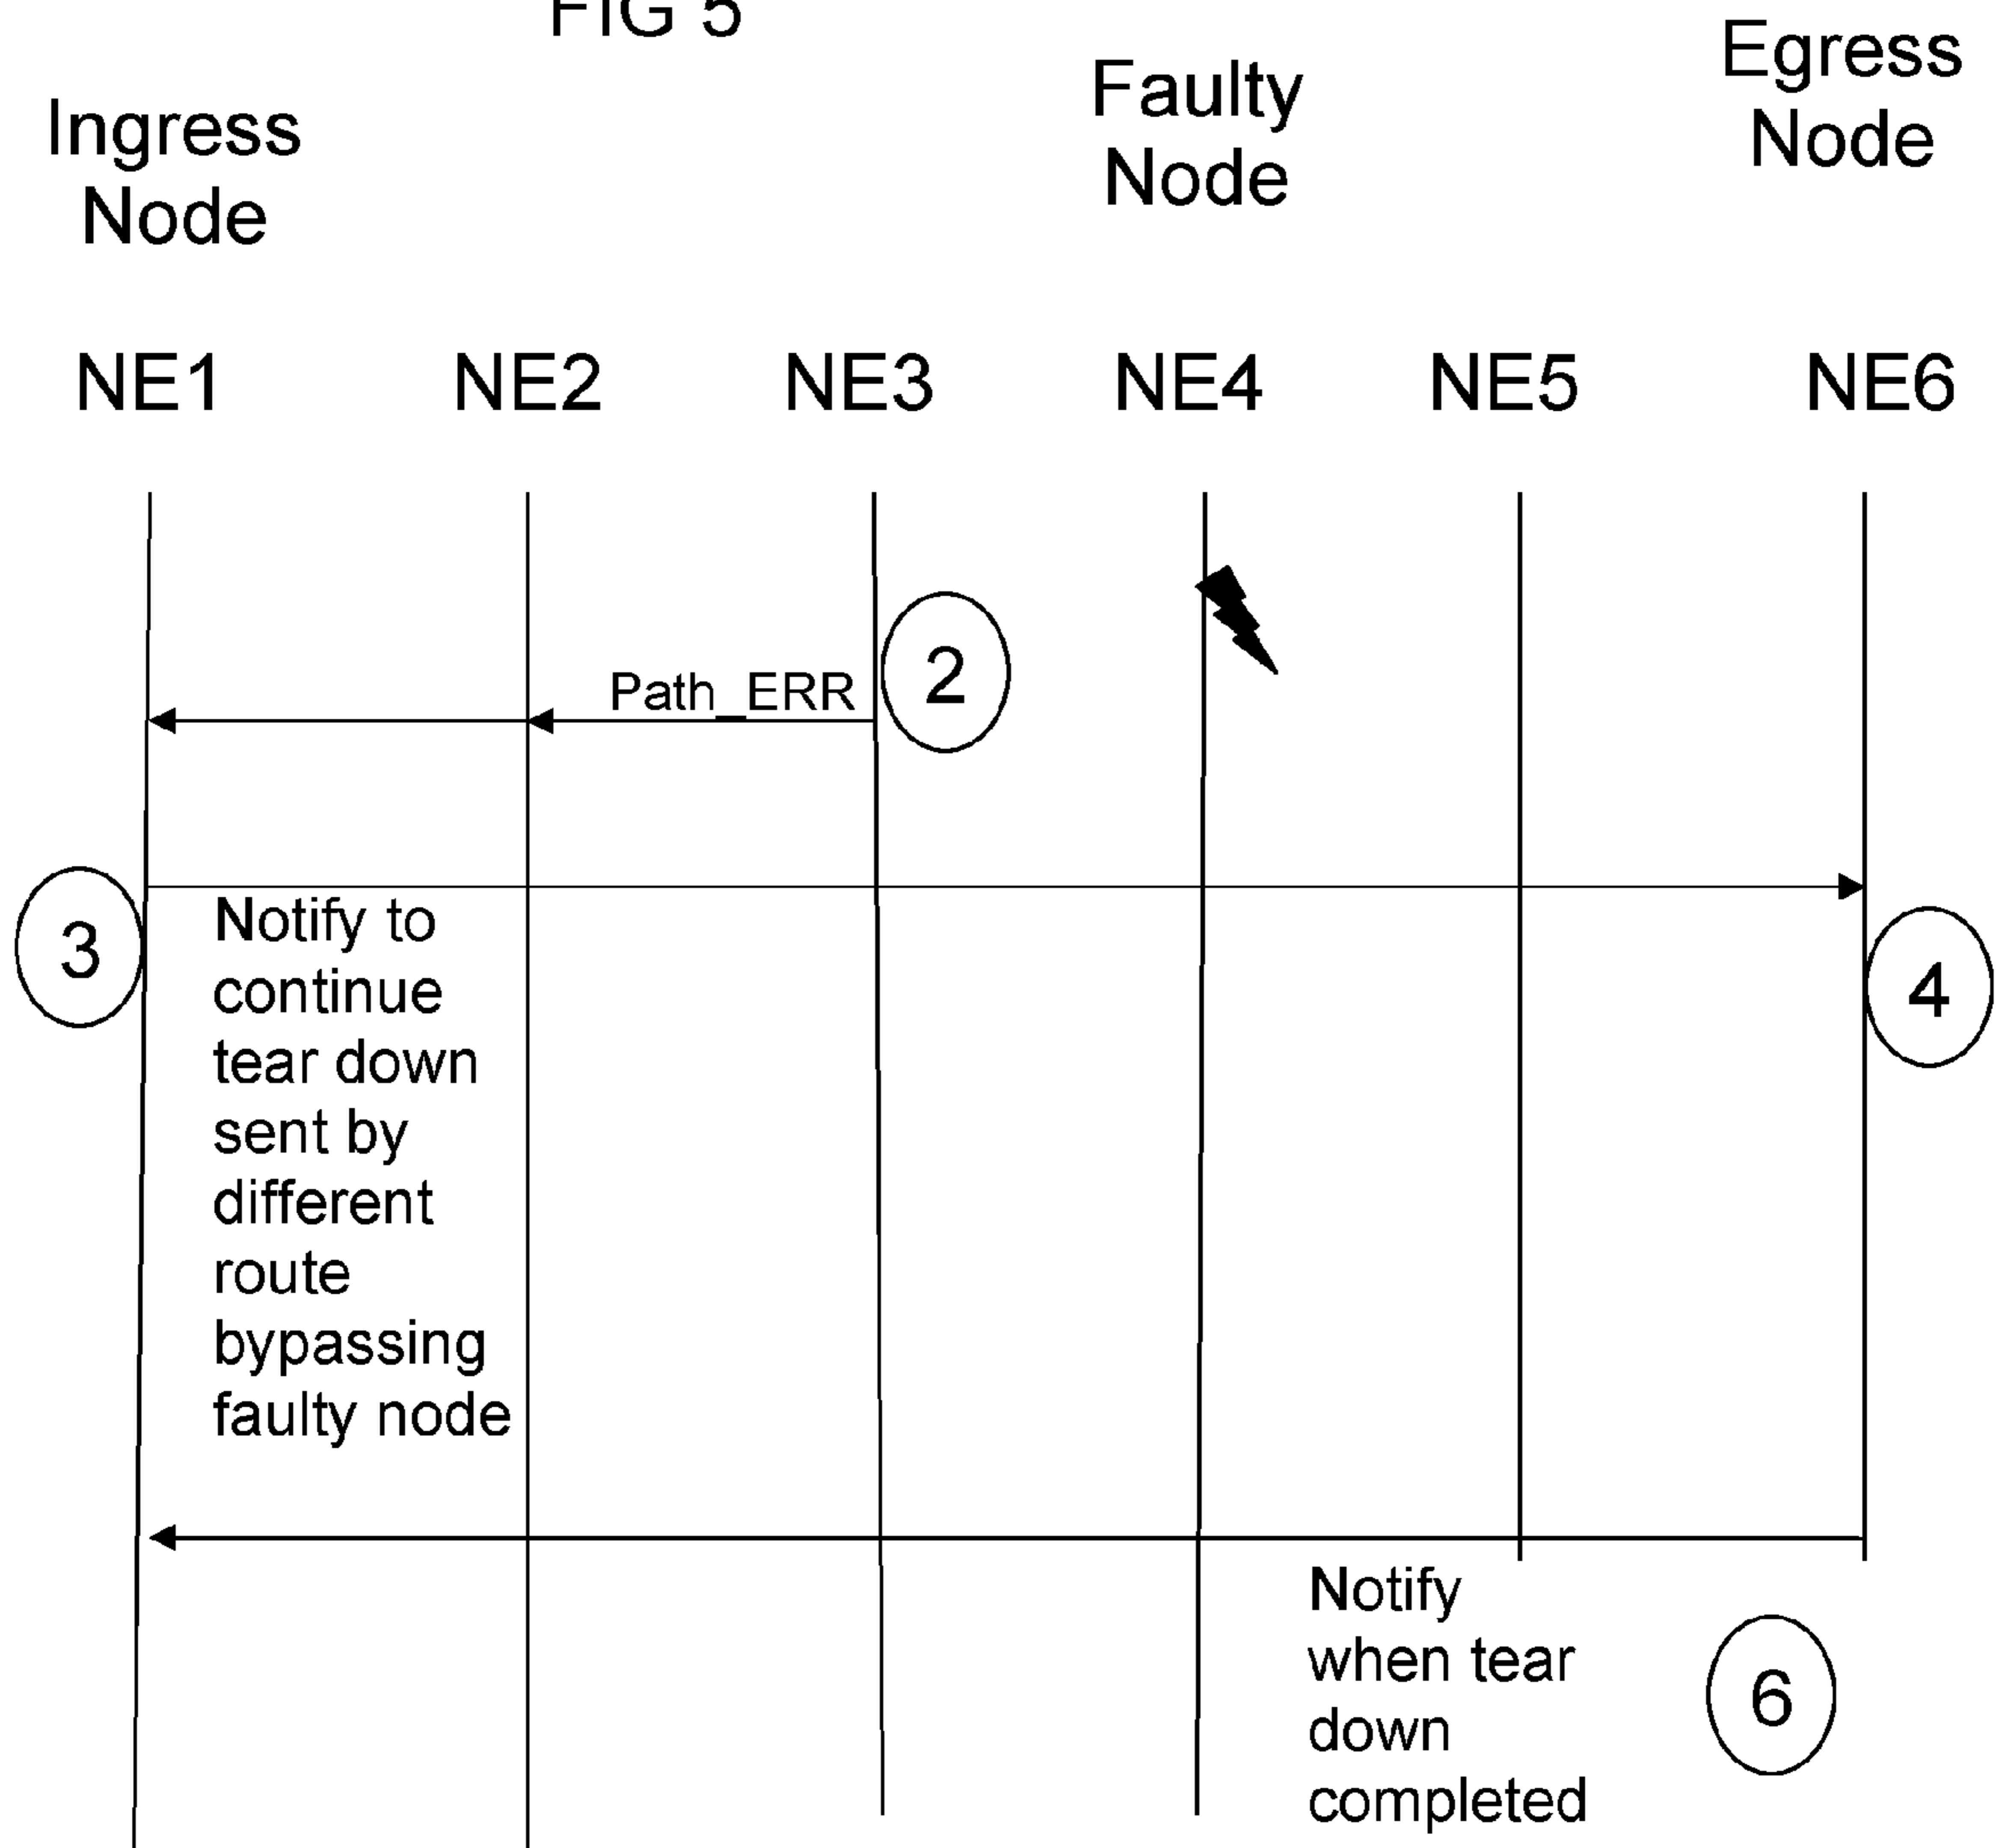 FIG 5
Ingress
Node
Faulty
Node
Egress
Node
NE1 NE2 NE3 NE4 NE5 NE6
2
Path_ERR
3
Notify to
continue
tear down
sent by
different
route
bypassing
faulty node
4
Notify
when tear
down
completed
6